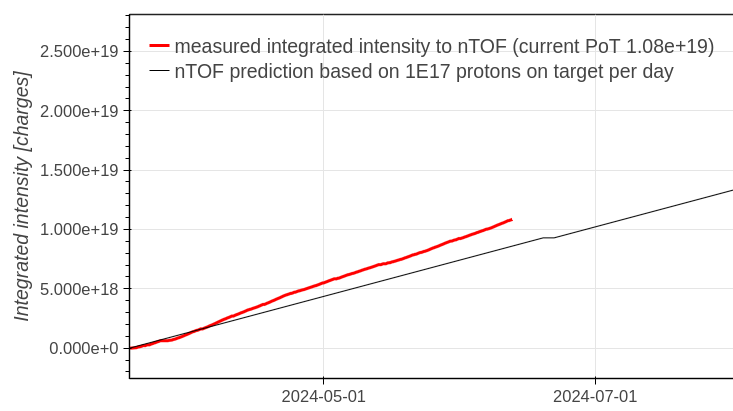 measured integrated intensity to nTOF (current PoT 1.08e+19)
nTOF prediction based on 1E17 protons on target per day
Integrated intensity [charges]
2.500e+19
2.000e+19
1.500e+19
1.000e+19
5.000e+18
0.000e+0
2024-05-01
2024-07-01